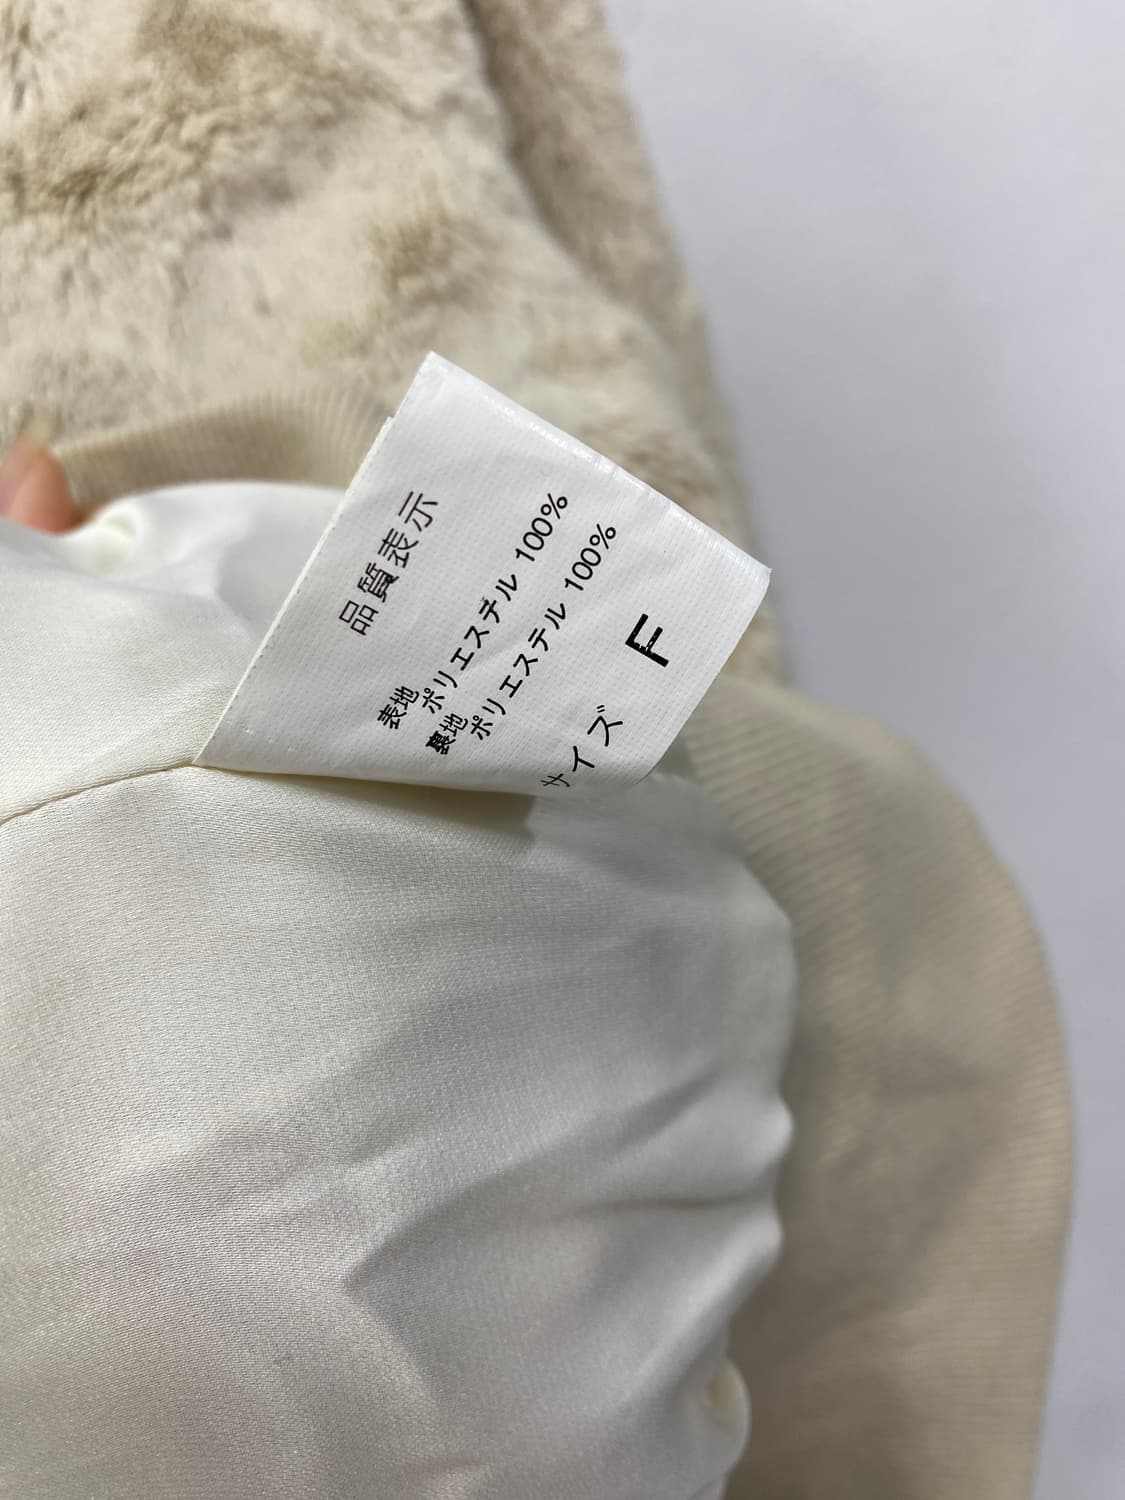 品質表示
表地 ポリエスチル 100%
裏地 ポリエステル 100%
サイズ F